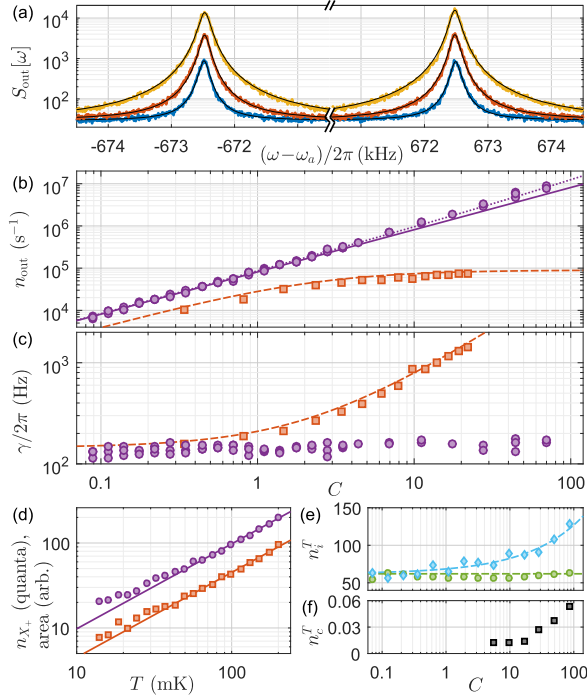 (a)
S_out[ω]
10^4
10^3
10^2
-674 -673 -672 672 673 674
(ω−ω_a)/2π (kHz)
(b)
n_out (s^−1)
10^7
10^6
10^5
10^4
(c)
γ/2π (Hz)
10^3
10^2
0.1 1 10 100
C
(d)
n_X+ (quanta),
area (arb.)
100
10
10 100
T (mK)
(e)
n_i^T
150
100
50
(f)
n_c^T
0.06
0.03
0
0.1 1 10 100
C